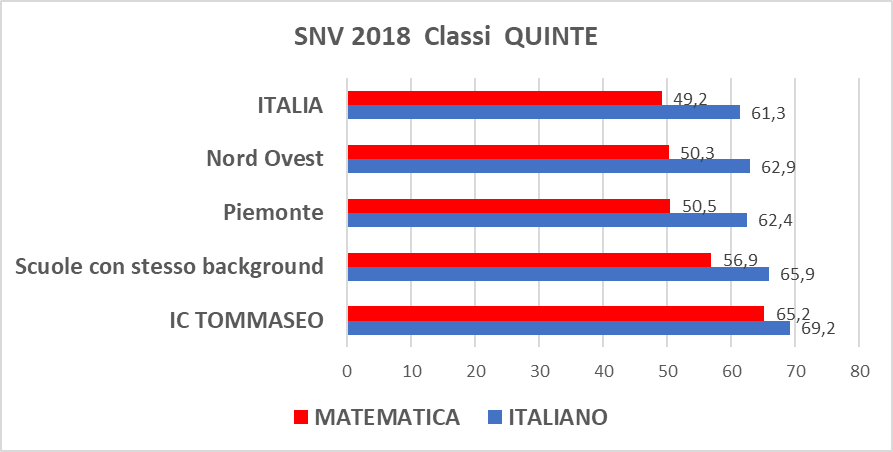 SNV 2018  Classi  QUINTE
ITALIA
49,2
61,3
Nord Ovest
50,3
62,9
Piemonte
50,5
62,4
Scuole con stesso background
56,9
65,9
IC TOMMASEO
65,2
69,2
0 10 20 30 40 50 60 70 80
MATEMATICA ITALIANO